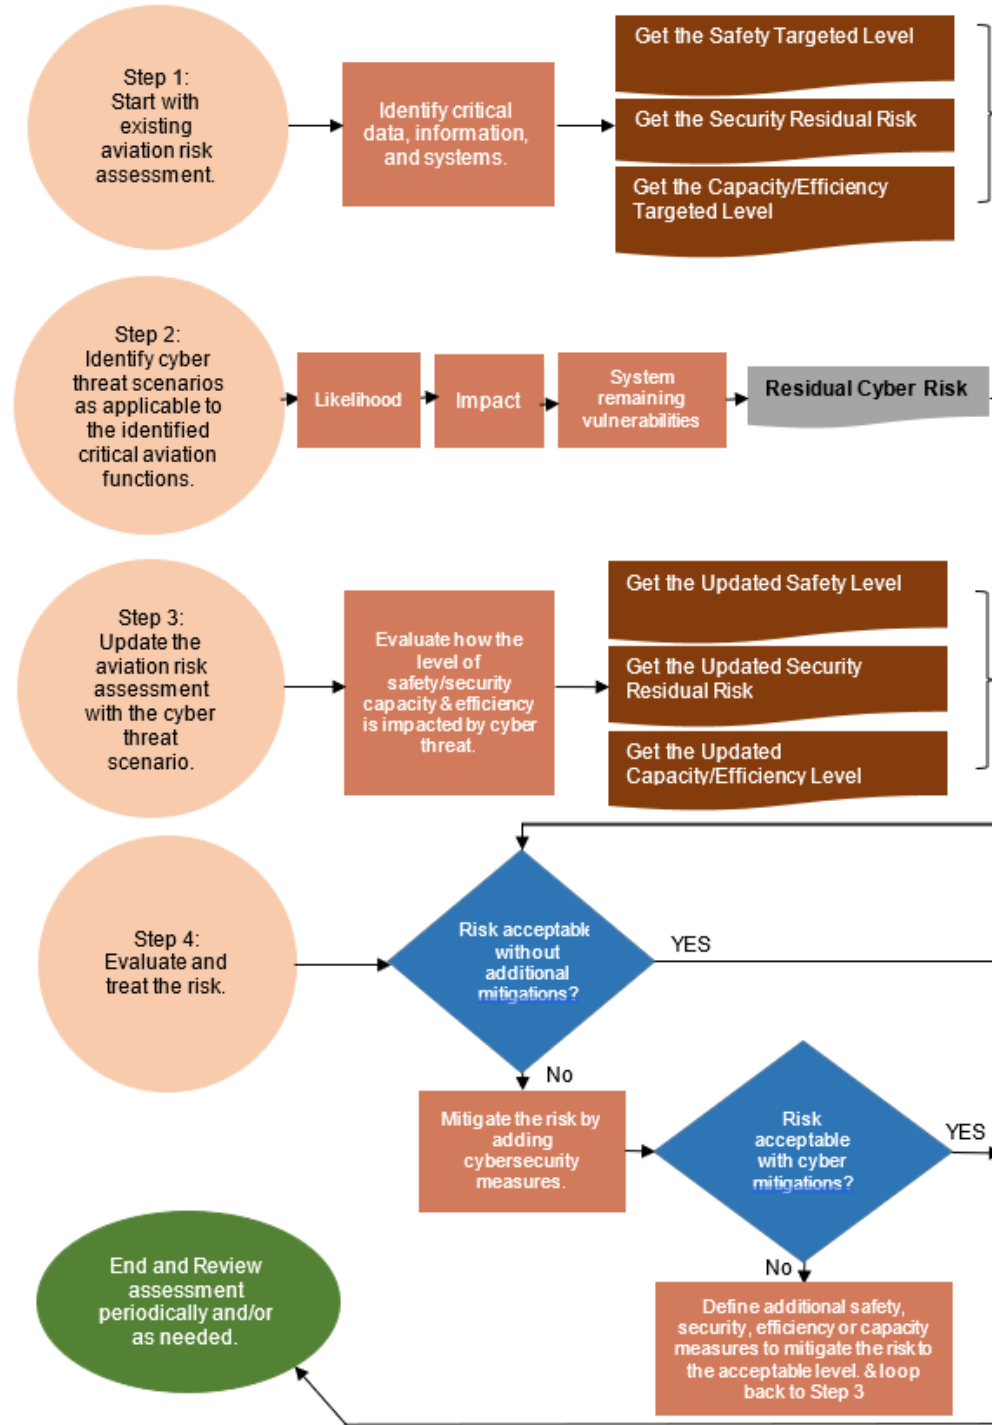 Step 1:
Start with
existing
aviation risk
assessment.
Identify critical
data, information,
and systems.
Get the Safety Targeted Level
Get the Security Residual Risk
Get the Capacity/Efficiency
Targeted Level
Step 2:
Identify cyber
threat scenarios
as applicable to
the identified
critical aviation
functions.
Likelihood
Impact
System
remaining
vulnerabilities
Residual Cyber Risk
Step 3:
Update the
aviation risk
assessment
with the cyber
threat
scenario.
Evaluate how the
level of
safety/security
capacity & efficiency
is impacted by cyber
threat.
Get the Updated Safety Level
Get the Updated Security
Residual Risk
Get the Updated
Capacity/Efficiency Level
Step 4:
Evaluate and
treat the risk.
Risk acceptable
without
additional
mitigations?
YES
No
Mitigate the risk by
adding
cybersecurity
measures.
Risk
acceptable
with cyber
mitigations?
YES
No
Define additional safety,
security, efficiency or capacity
measures to mitigate the risk to
the acceptable level. & loop
back to Step 3
End and Review
assessment
periodically and/or
as needed.